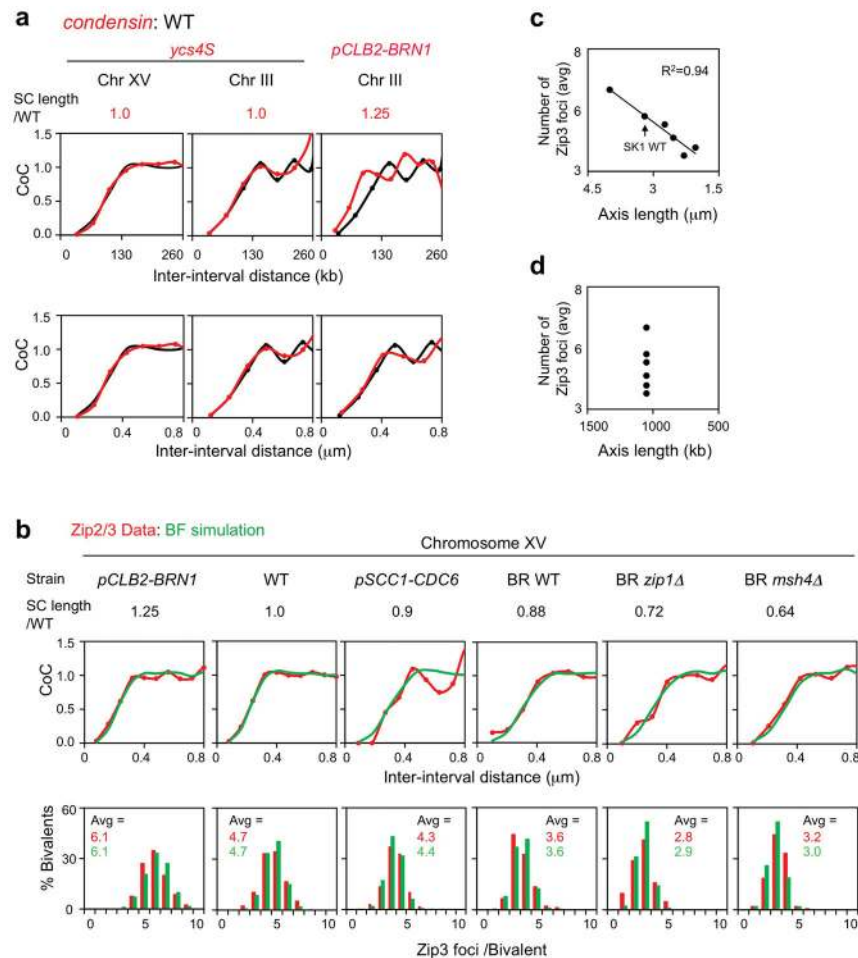 a
condensin: WT
ycs4S pCLB2-BRN1
Chr XV Chr III Chr III
SC length /WT 1.0 1.0 1.25
CoC 1.5 1.0 0.5 0.0
0 130 260 0 130 260 0 130 260
Inter-interval distance (kb)
CoC 1.5 1.0 0.5 0.0
0 0.4 0.8 0 0.4 0.8 0 0.4 0.8
Inter-interval distance (μm)
c
Number of Zip3 foci (avg)
8 6 3
R²=0.94
SK1 WT
4.5 3 1.5
Axis length (μm)
d
Number of Zip3 foci (avg)
8 6 3
1500 1000 500
Axis length (kb)
b
Zip2/3 Data: BF simulation
Chromosome XV
Strain pCLB2-BRN1 WT pSCC1-CDC6 BR WT BR zip1Δ BR msh4Δ
SC length /WT 1.25 1.0 0.9 0.88 0.72 0.64
CoC 1.5 1.0 0.5 0.0
0 0.4 0.8 0 0.4 0.8 0 0.4 0.8 0 0.4 0.8 0 0.4 0.8 0 0.4 0.8
Inter-interval distance (μm)
% Bivalents 60 30 0
Avg = Avg = Avg = Avg = Avg = Avg =
6.1 4.7 4.3 3.6 2.8 3.2
6.1 4.7 4.4 3.6 2.9 3.0
0 5 10 0 5 10 0 5 10 0 5 10 0 5 10 0 5 10
Zip3 foci /Bivalent